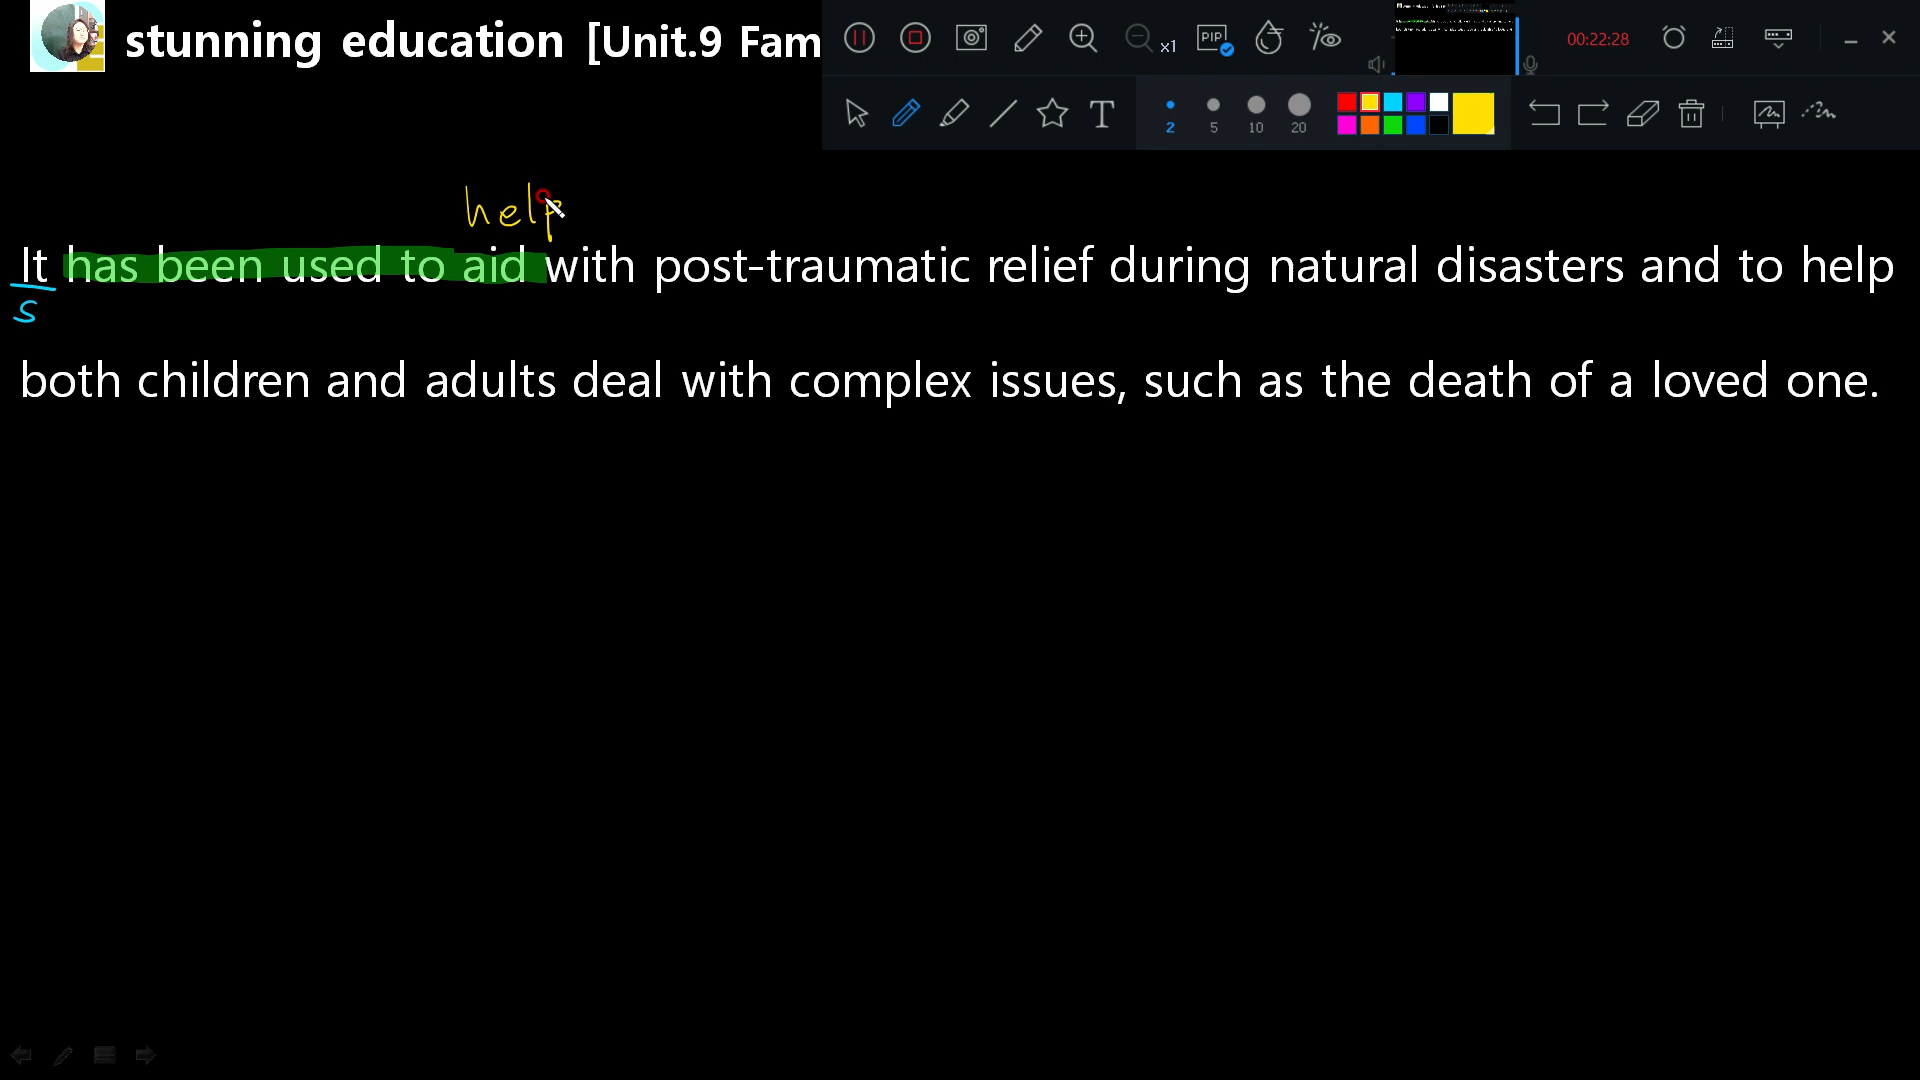 stunning education [Unit.9 Fam
x1
PIP
00:22:28
T
2 5 10 20
help
It has been used to aid with post-traumatic relief during natural disasters and to help
s
both children and adults deal with complex issues, such as the death of a loved one.